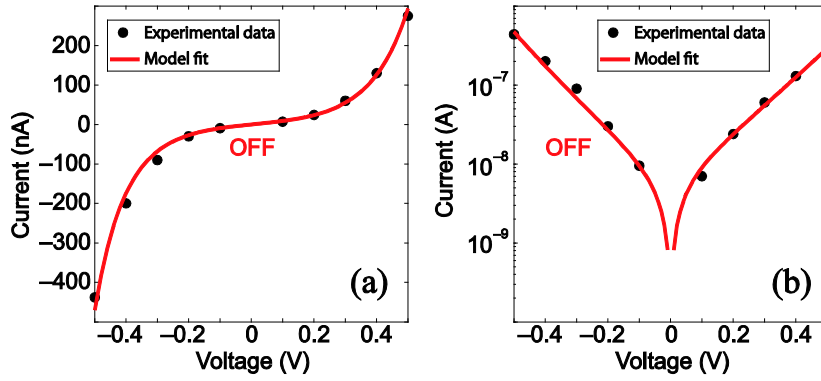 Experimental data
Model fit
200
100
0
−100
−200
−300
−400
Current (nA)
OFF
(a)
−0.4
−0.2
0
0.2
0.4
Voltage (V)
Experimental data
Model fit
10⁻⁷
10⁻⁸
10⁻⁹
Current (A)
OFF
(b)
−0.4
−0.2
0
0.2
0.4
Voltage (V)